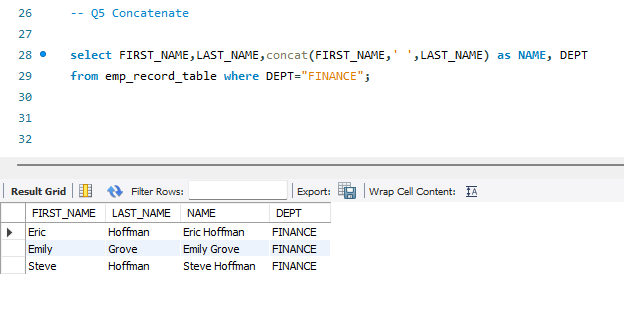 26 -- Q5 Concatenate
27
28 select FIRST_NAME,LAST_NAME,concat(FIRST_NAME,' ',LAST_NAME) as NAME, DEPT
29 from emp_record_table where DEPT="FINANCE";
30
31
32
Result Grid Filter Rows: Export: Wrap Cell Content: IA
FIRST_NAME LAST_NAME NAME DEPT
Eric Hoffman Eric Hoffman FINANCE
Emily Grove Emily Grove FINANCE
Steve Hoffman Steve Hoffman FINANCE